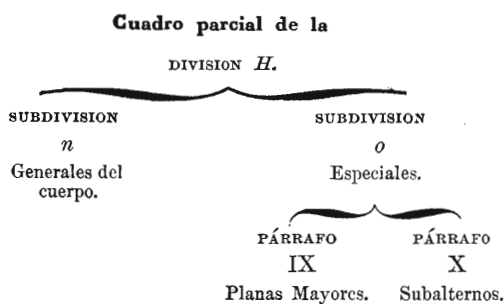 Cuadro parcial de la
DIVISION H.
SUBDIVISION
n
Generales del
cuerpo.
SUBDIVISION
o
Especiales.
PÁRRAFO
IX
Planas Mayores.
PÁRRAFO
X
Subalternos.